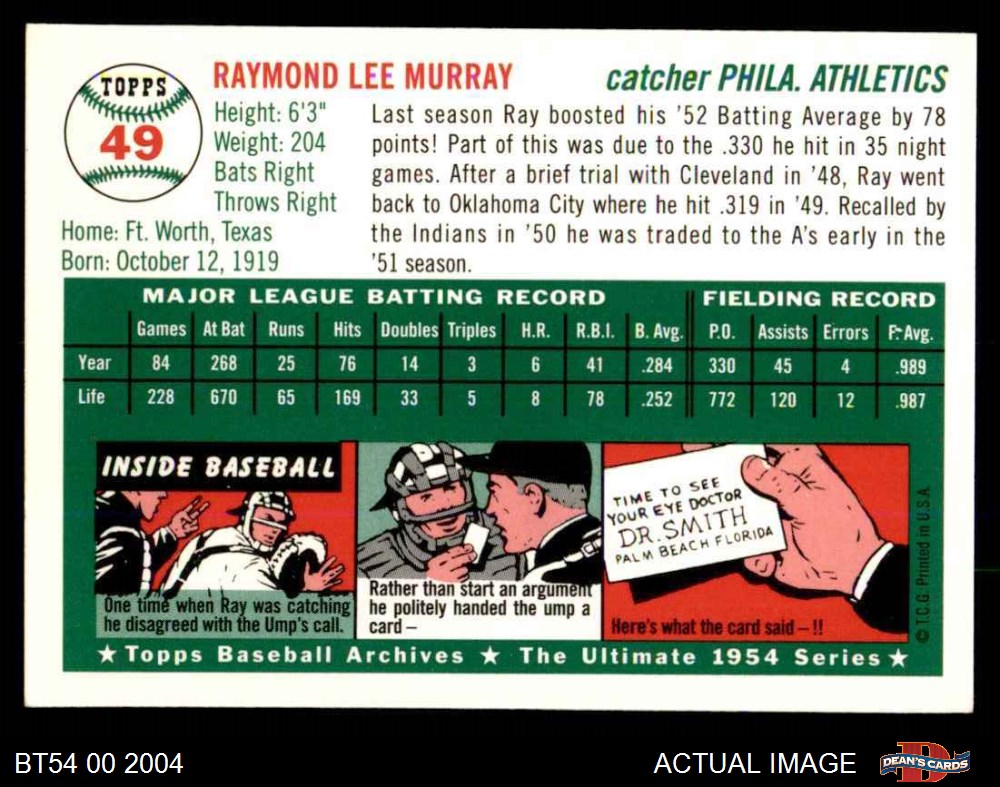 TOPPS
49
RAYMOND LEE MURRAY
catcher PHILA. ATHLETICS
Height: 6'3"
Weight: 204
Bats Right
Throws Right
Home: Ft. Worth, Texas
Born: October 12, 1919
Last season Ray boosted his '52 Batting Average by 78
points! Part of this was due to the .330 he hit in 35 night
games. After a brief trial with Cleveland in '48, Ray went
back to Oklahoma City where he hit .319 in '49. Recalled by
the Indians in '50 he was traded to the A's early in the
'51 season.
MAJOR LEAGUE BATTING RECORD FIELDING RECORD
Games At Bat Runs Hits Doubles Triples H.R. R.B.I. B. Avg. P.O. Assists Errors F. Avg.
Year 84 268 25 76 14 3 6 41 .284 330 45 4 .989
Life 228 670 65 169 33 5 8 78 .252 772 120 12 .987
INSIDE BASEBALL
One time when Ray was catching
he disagreed with the Ump's call.
Rather than start an argument
he politely handed the ump a
card –
TIME TO SEE
YOUR EYE DOCTOR
DR. SMITH
PALM BEACH FLORIDA
Here's what the card said – !!
© T.C.G. Printed in U.S.A.
★ Topps Baseball Archives ★ The Ultimate 1954 Series ★
BT54 00 2004
ACTUAL IMAGE
DEAN'S CARDS